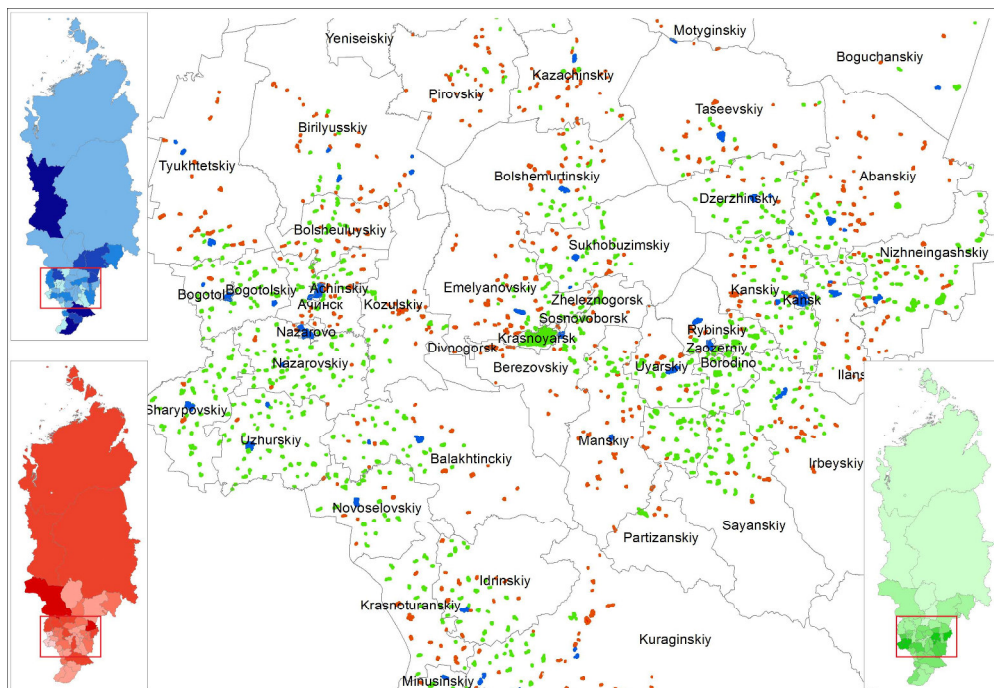 Yeniseiskiy
Motyginskiy
Boguchanskiy
Kazachinskiy
Pirovskiy
Taseevskiy
Birilyusskiy
Tyukhtetskiy
Bolshemurtinskiy
Abanskiy
Dzerzhinskiy
Bolsheuluyskiy
Sukhobuzimskiy
Nizhneingashskiy
Bogotol
Bogotolskiy
Achinskiy
Emelyanovskiy
Kanskiy
Kansk
Ачинск
Kozulskiy
Zheleznogorsk
Sosnovoborsk
Nazarovo
Krasnoyarsk
Rybinskiy
Divnogorsk
Zaozerniy
Nazarovskiy
Berezovskiy
Uyarskiy
Borodino
Ilans
Sharypovskiy
Uzhurskiy
Manskiy
Balakhtinckiy
Irbeyskiy
Novoselovskiy
Sayanskiy
Partizanskiy
Idrinskiy
Krasnoturanskiy
Kuraginskiy
Minusinskiy